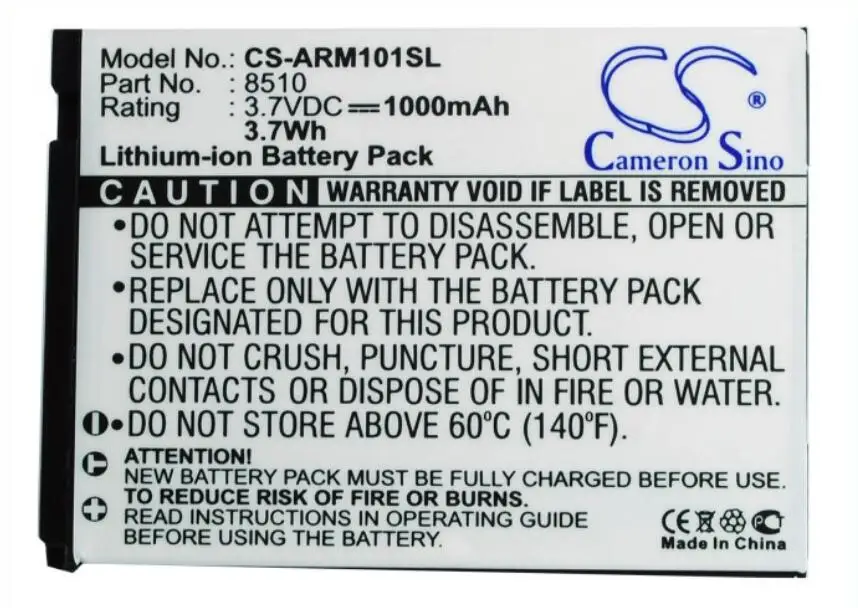 Model No.: CS-ARM101SL
Part No. : 8510
Rating : 3.7VDC 1000mAh
3.7Wh
Lithium-ion Battery Pack
CS ®
Cameron Sino
CAUTION WARRANTY VOID IF LABEL IS REMOVED
•DO NOT ATTEMPT TO DISASSEMBLE, OPEN OR
SERVICE THE BATTERY PACK.
•REPLACE ONLY WITH THE BATTERY PACK
DESIGNATED FOR THIS PRODUCT.
•DO NOT CRUSH, PUNCTURE, SHORT EXTERNAL
CONTACTS OR DISPOSE OF IN FIRE OR WATER.
•DO NOT STORE ABOVE 60ºC (140ºF).
ATTENTION!
NEW BATTERY PACK MUST BE FULLY CHARGED BEFORE USE.
TO REDUCE RISK OF FIRE OR BURNS.
READ INSTRUCTIONS IN OPERATING GUIDE
BEFORE USING THE BATTERY.
CE
Made In China